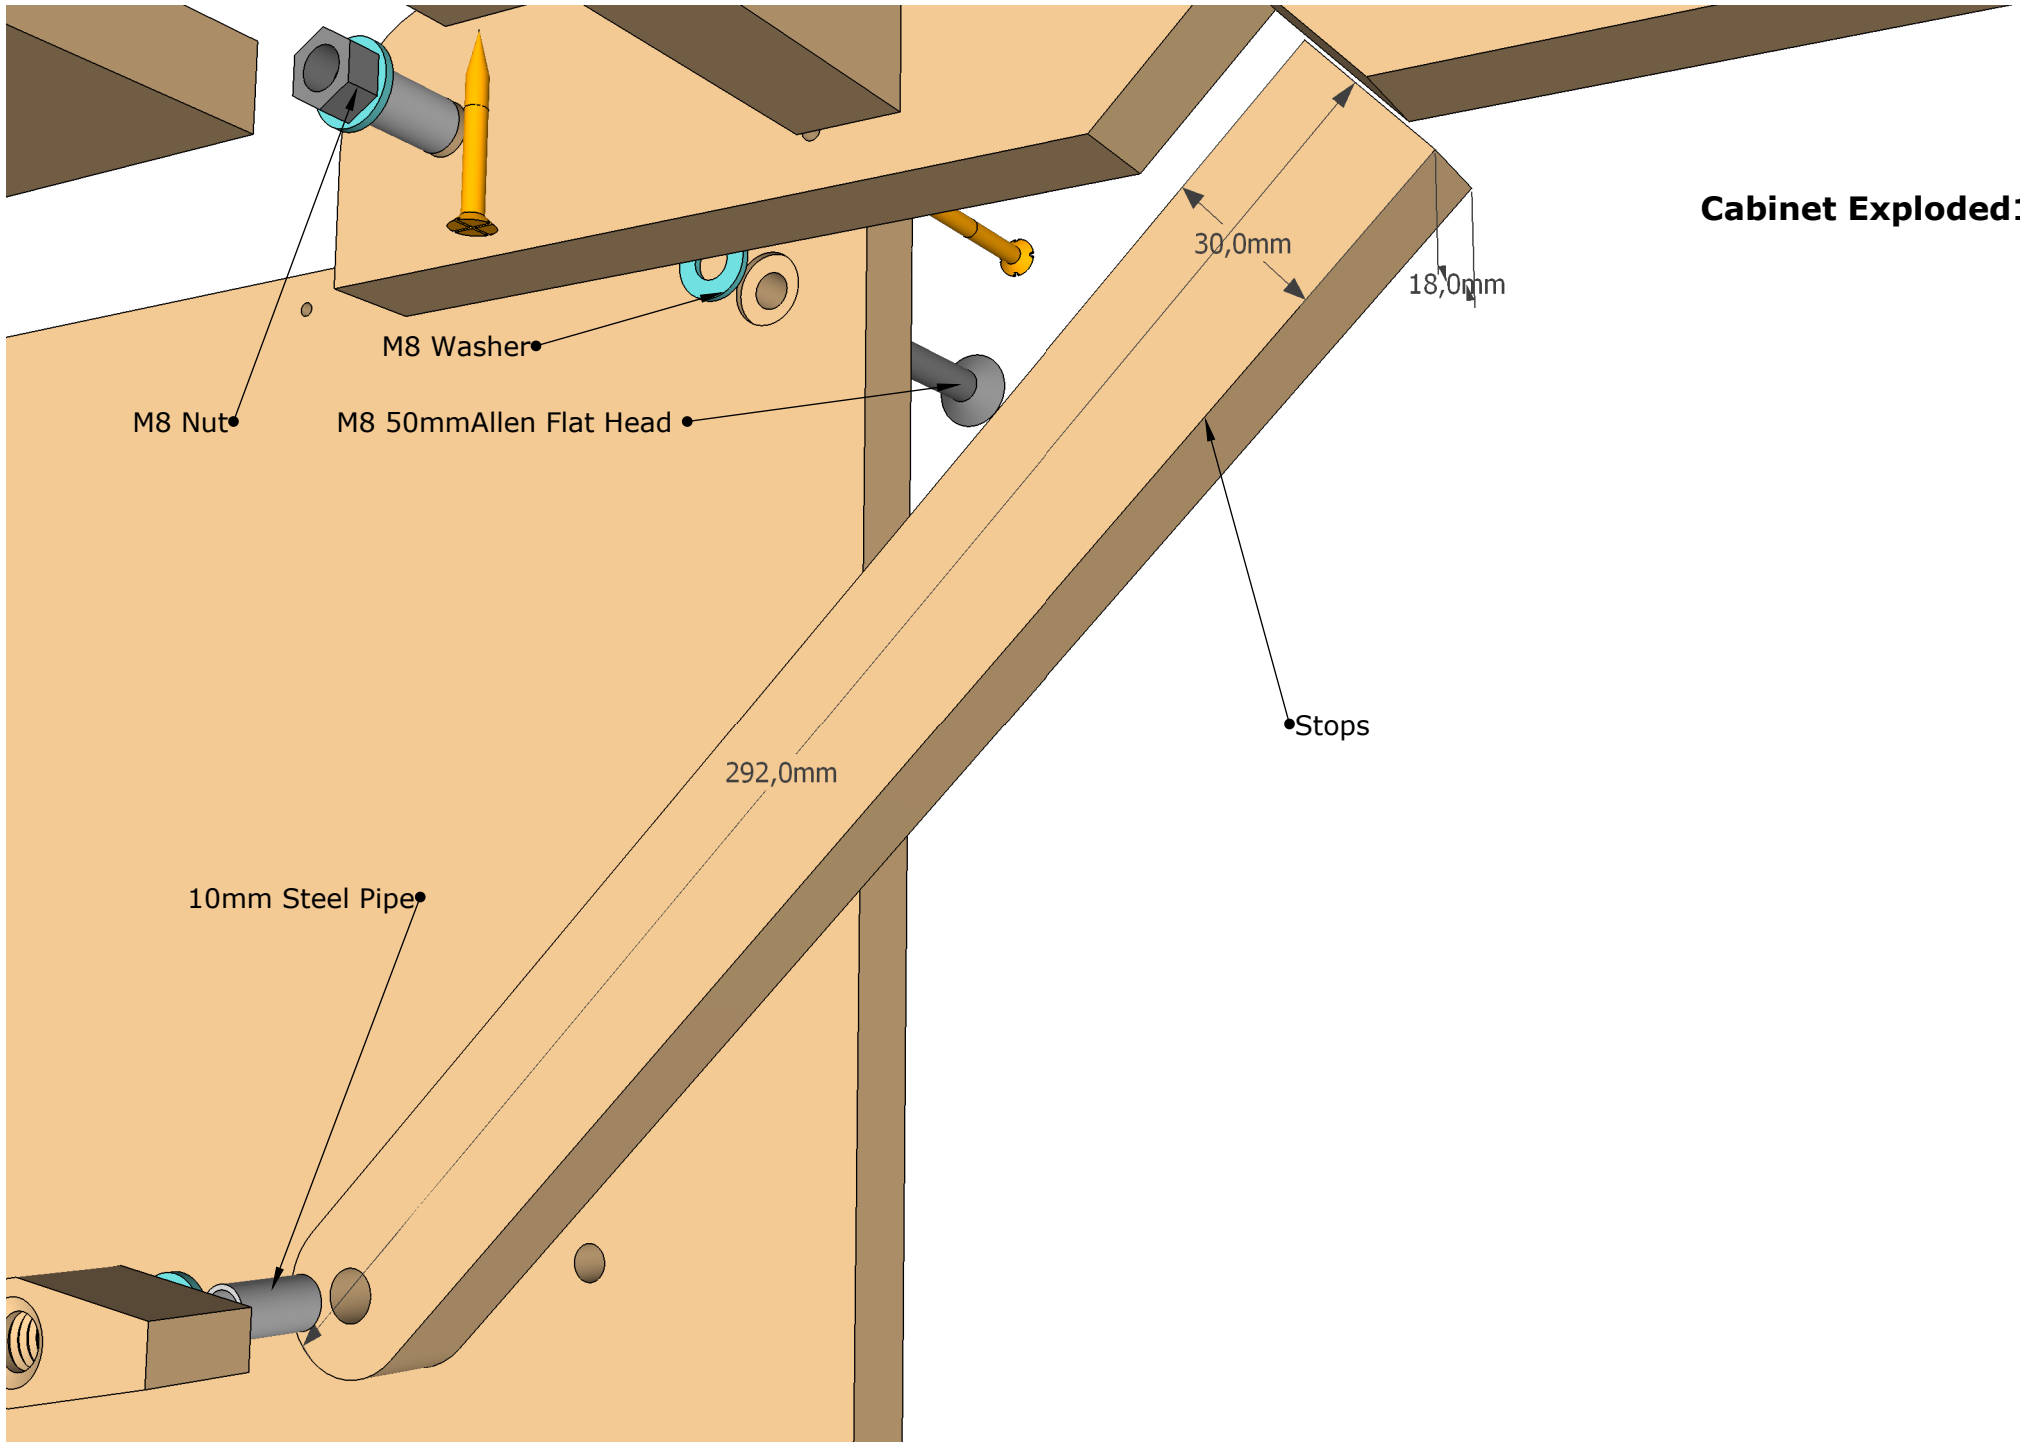 Cabinet Exploded1
30,0mm
18,0mm
M8 Washer
M8 Nut
M8 50mmAllen Flat Head
Stops
292,0mm
10mm Steel Pipe